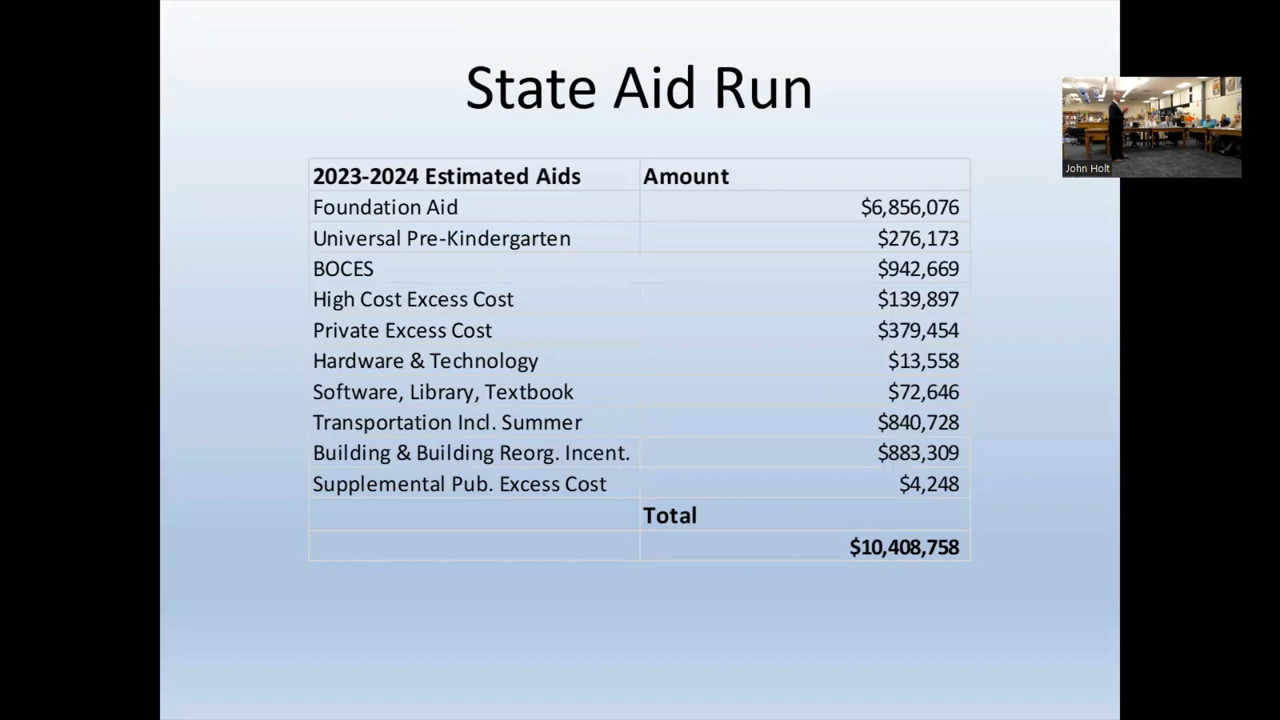 State Aid Run
John Holt
2023-2024 Estimated Aids Amount
Foundation Aid $6,856,076
Universal Pre-Kindergarten $276,173
BOCES $942,669
High Cost Excess Cost $139,897
Private Excess Cost $379,454
Hardware & Technology $13,558
Software, Library, Textbook $72,646
Transportation Incl. Summer $840,728
Building & Building Reorg. Incent. $883,309
Supplemental Pub. Excess Cost $4,248
Total
$10,408,758